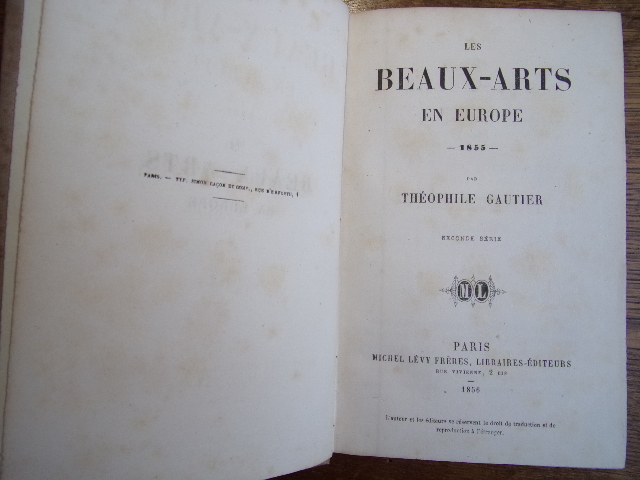 PARIS. — TYP. SIMON RAÇON ET COMP., RUE D'ERFURTH, 1
LES
BEAUX-ARTS
EN EUROPE
— 1855 —
PAR
THÉOPHILE GAUTIER
SECONDE SÉRIE
ML
PARIS
MICHEL LÉVY FRÈRES, LIBRAIRES-ÉDITEURS
RUE VIVIENNE, 2 BIS
—
1856
L'auteur et les éditeurs se réservent le droit de traduction et de
reproduction à l'étranger.